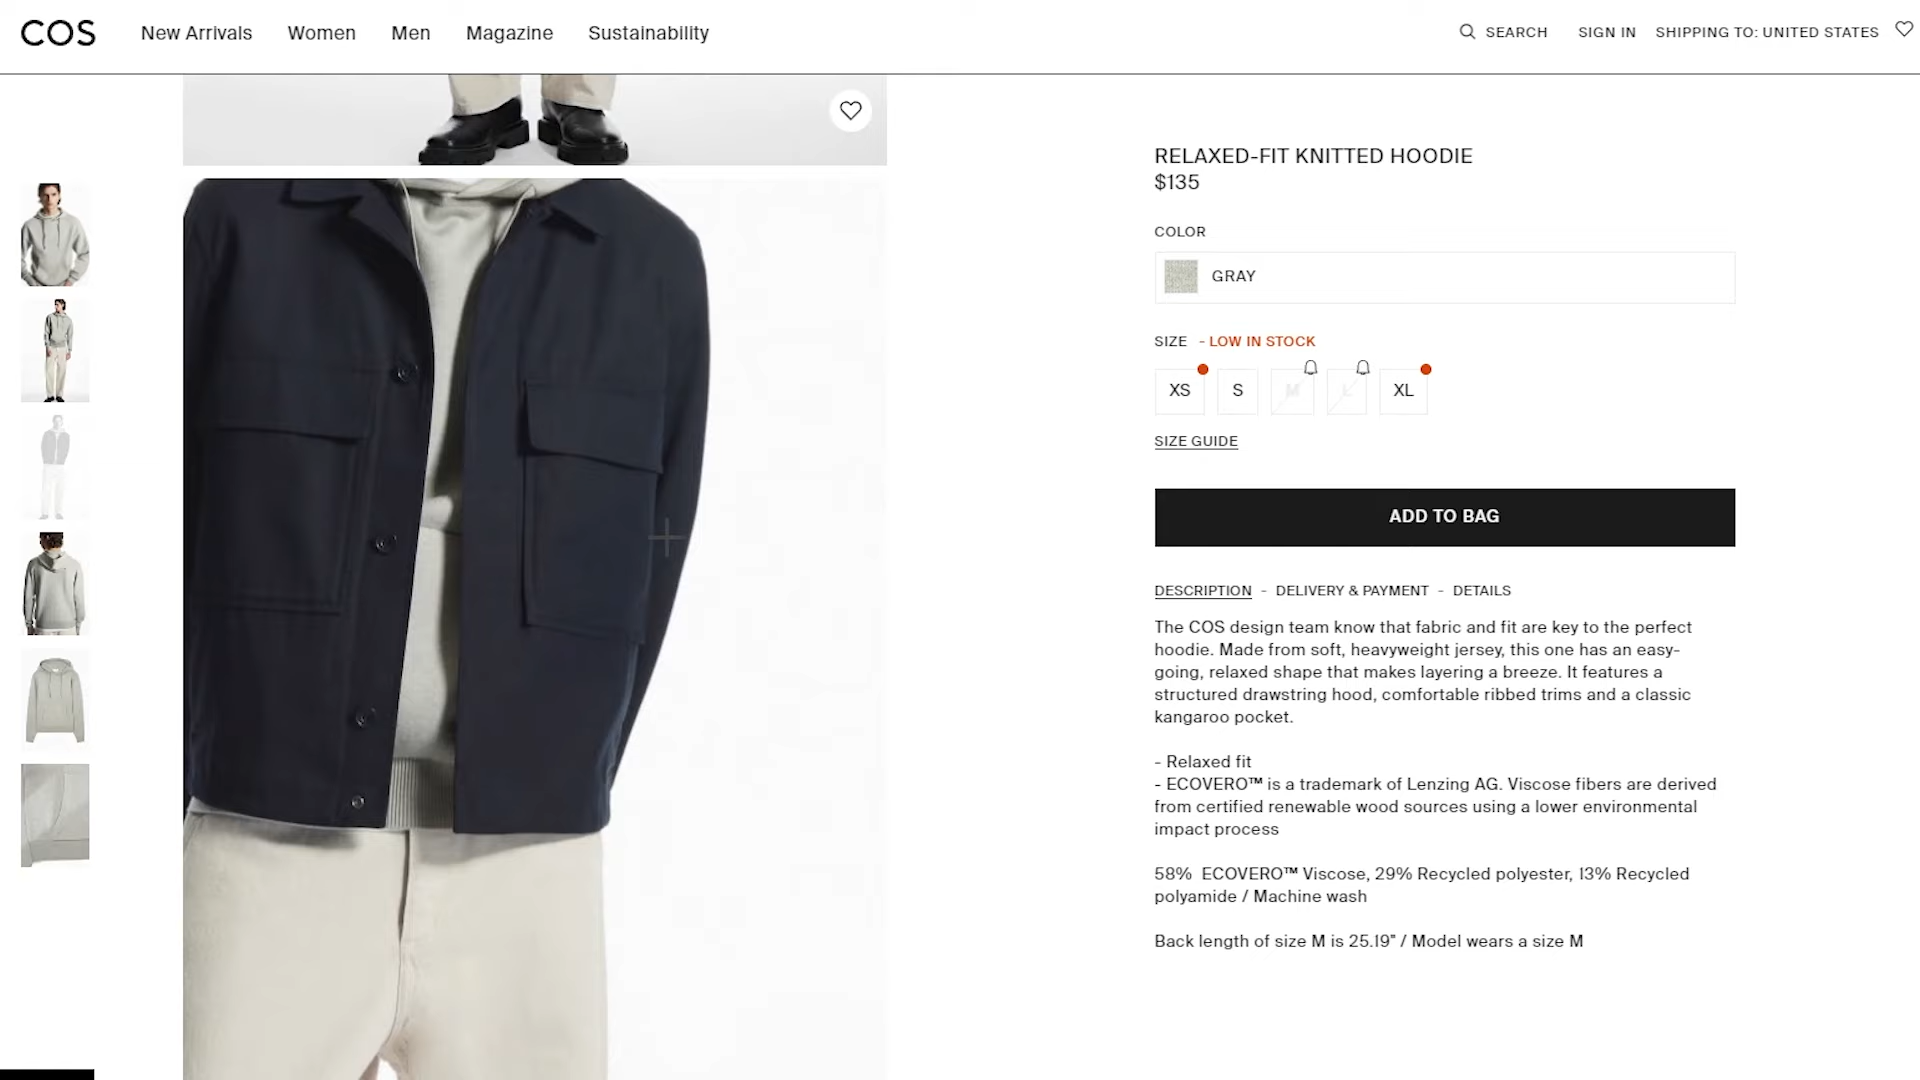 COS
New Arrivals Women Men Magazine Sustainability
SEARCH SIGN IN SHIPPING TO: UNITED STATES
RELAXED-FIT KNITTED HOODIE
$135
COLOR
GRAY
SIZE - LOW IN STOCK
XS S M L XL
SIZE GUIDE
ADD TO BAG
DESCRIPTION - DELIVERY & PAYMENT - DETAILS
The COS design team know that fabric and fit are key to the perfect
hoodie. Made from soft, heavyweight jersey, this one has an easy-
going, relaxed shape that makes layering a breeze. It features a
structured drawstring hood, comfortable ribbed trims and a classic
kangaroo pocket.
- Relaxed fit
- ECOVERO™ is a trademark of Lenzing AG. Viscose fibers are derived
from certified renewable wood sources using a lower environmental
impact process
58%  ECOVERO™ Viscose, 29% Recycled polyester, 13% Recycled
polyamide / Machine wash
Back length of size M is 25.19" / Model wears a size M